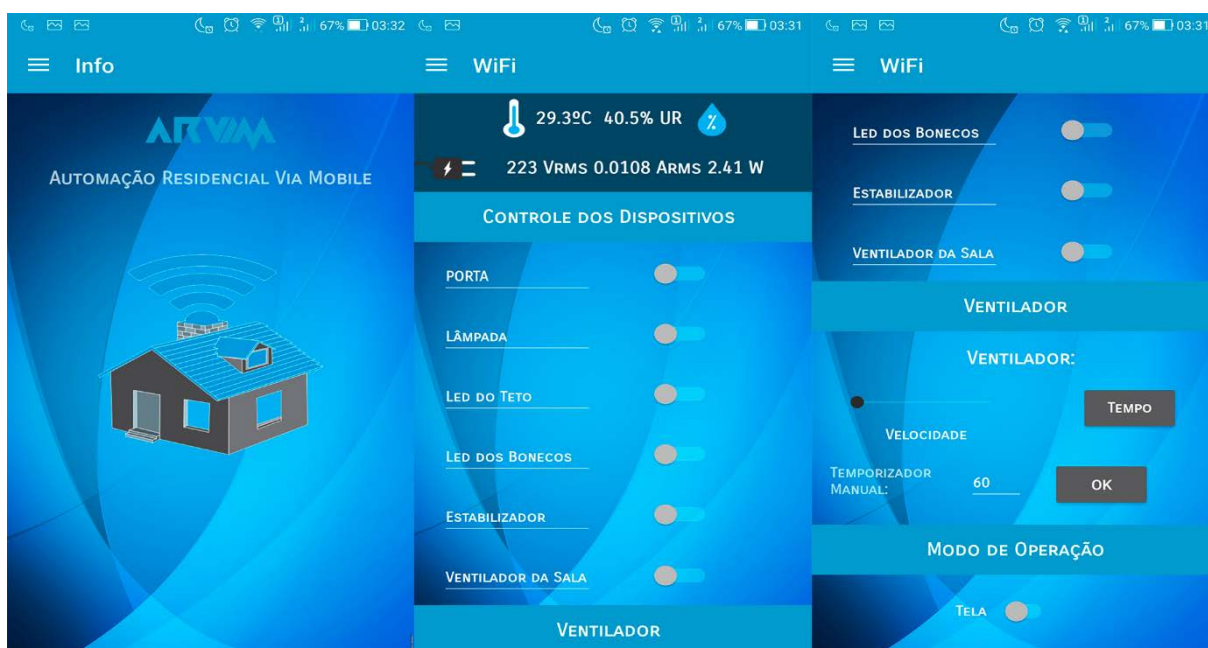 67% 03:32
Info
ARVM
AUTOMAÇÃO RESIDENCIAL VIA MOBILE
67% 03:31
WiFi
29.3ºC 40.5% UR %
223 VRMS 0.0108 ARMS 2.41 W
CONTROLE DOS DISPOSITIVOS
PORTA
LÂMPADA
LED DO TETO
LED DOS BONECOS
ESTABILIZADOR
VENTILADOR DA SALA
VENTILADOR
67% 03:31
WiFi
LED DOS BONECOS
ESTABILIZADOR
VENTILADOR DA SALA
VENTILADOR
VENTILADOR:
TEMPO
VELOCIDADE
TEMPORIZADOR
MANUAL: 60 OK
MODO DE OPERAÇÃO
TELA